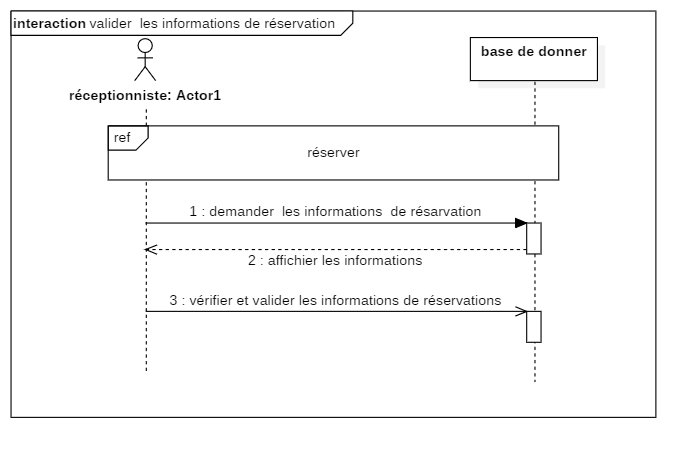 interaction valider  les informations de réservation
réceptionniste: Actor1
base de donner
ref
réserver
1 : demander  les informations  de résarvation
2 : affichier les informations
3 : vérifier et valider les informations de réservations